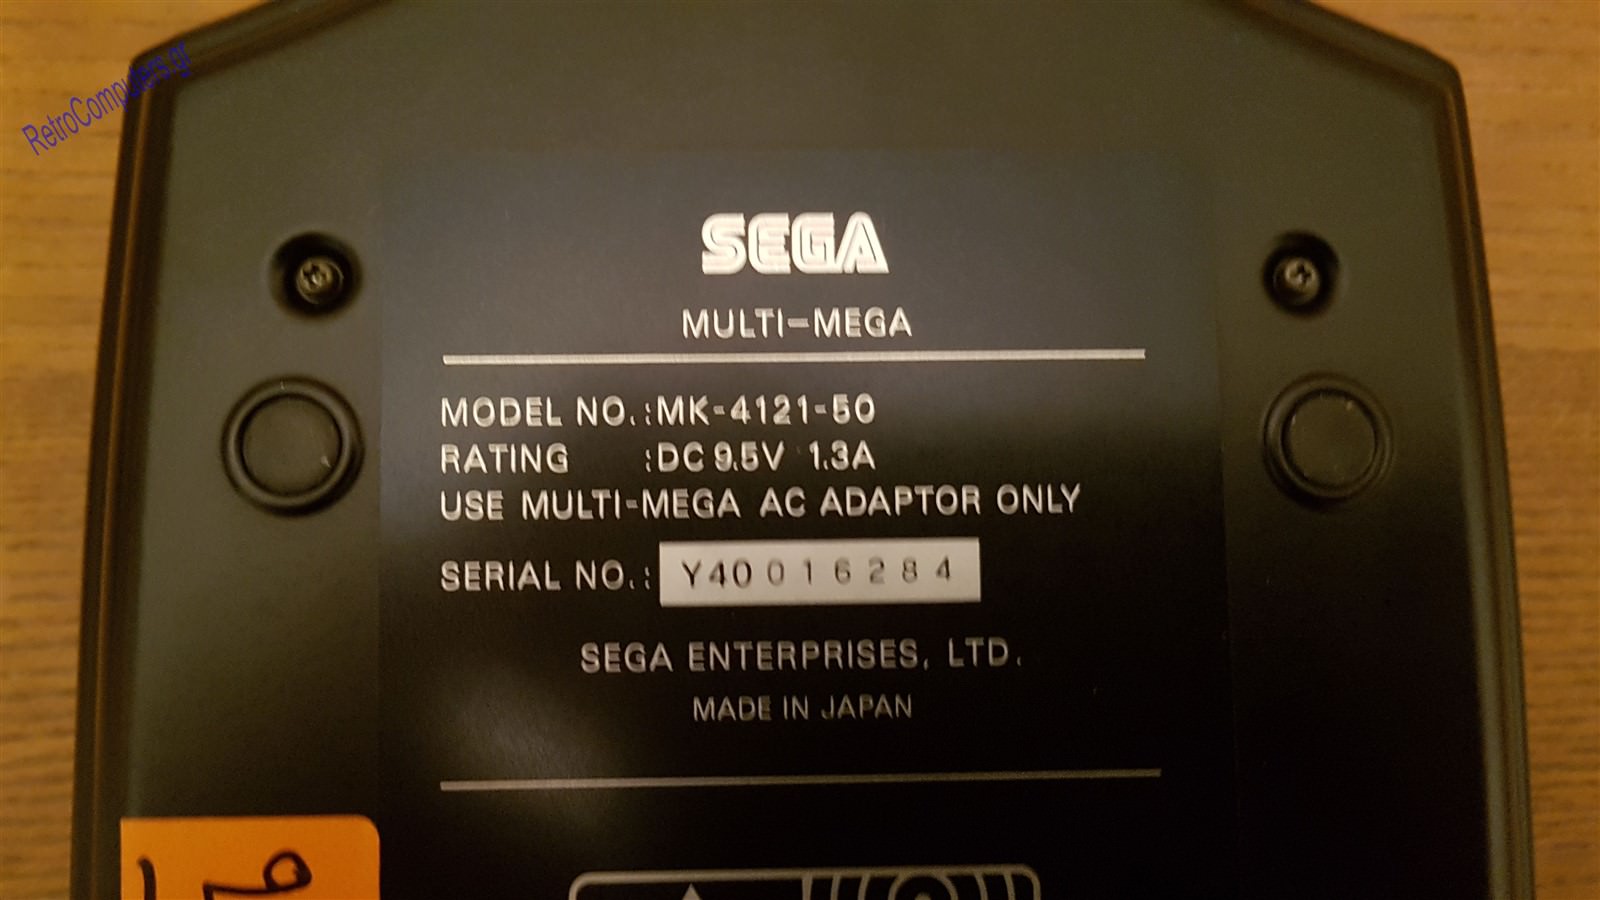 RetroComputers.gr
SEGA
MULTI-MEGA
MODEL NO.:MK-4121-50
RATING :DC 9.5V 1.3A
USE MULTI-MEGA AC ADAPTOR ONLY
SERIAL NO.: Y40016284
SEGA ENTERPRISES, LTD.
MADE IN JAPAN